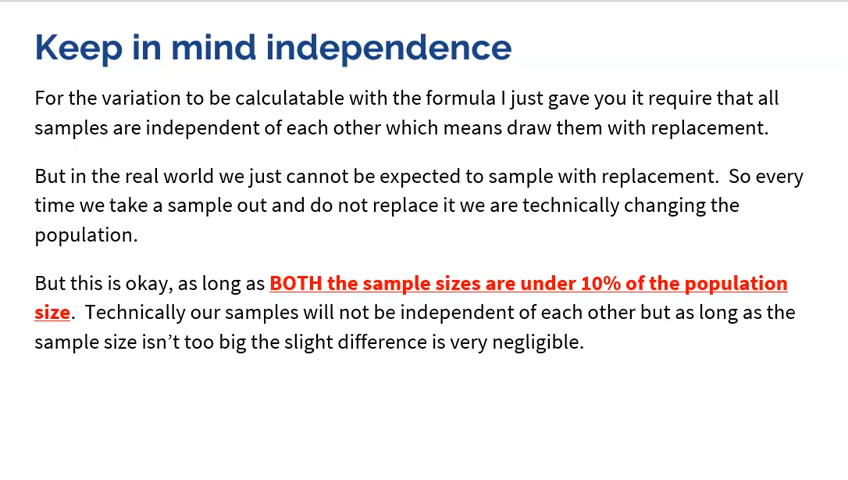 Keep in mind independence
For the variation to be calculatable with the formula I just gave you it require that all
samples are independent of each other which means draw them with replacement.
But in the real world we just cannot be expected to sample with replacement.  So every
time we take a sample out and do not replace it we are technically changing the
population.
But this is okay, as long as BOTH the sample sizes are under 10% of the population
size.  Technically our samples will not be independent of each other but as long as the
sample size isn’t too big the slight difference is very negligible.